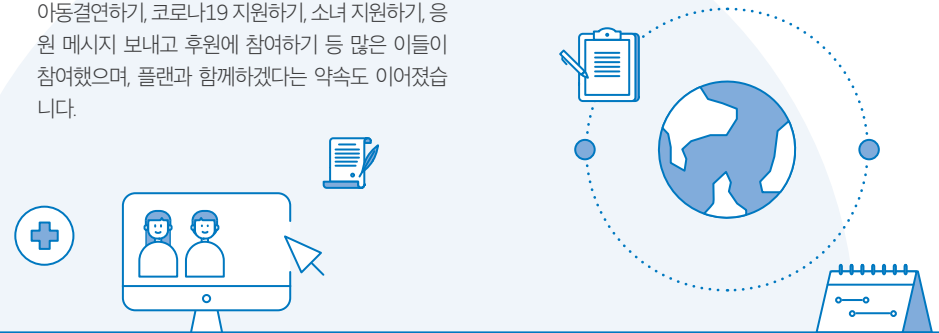 아동결연하기, 코로나19 지원하기, 소녀 지원하기, 응
원 메시지 보내고 후원에 참여하기 등 많은 이들이
참여했으며, 플랜과 함께하겠다는 약속도 이어졌습
니다.